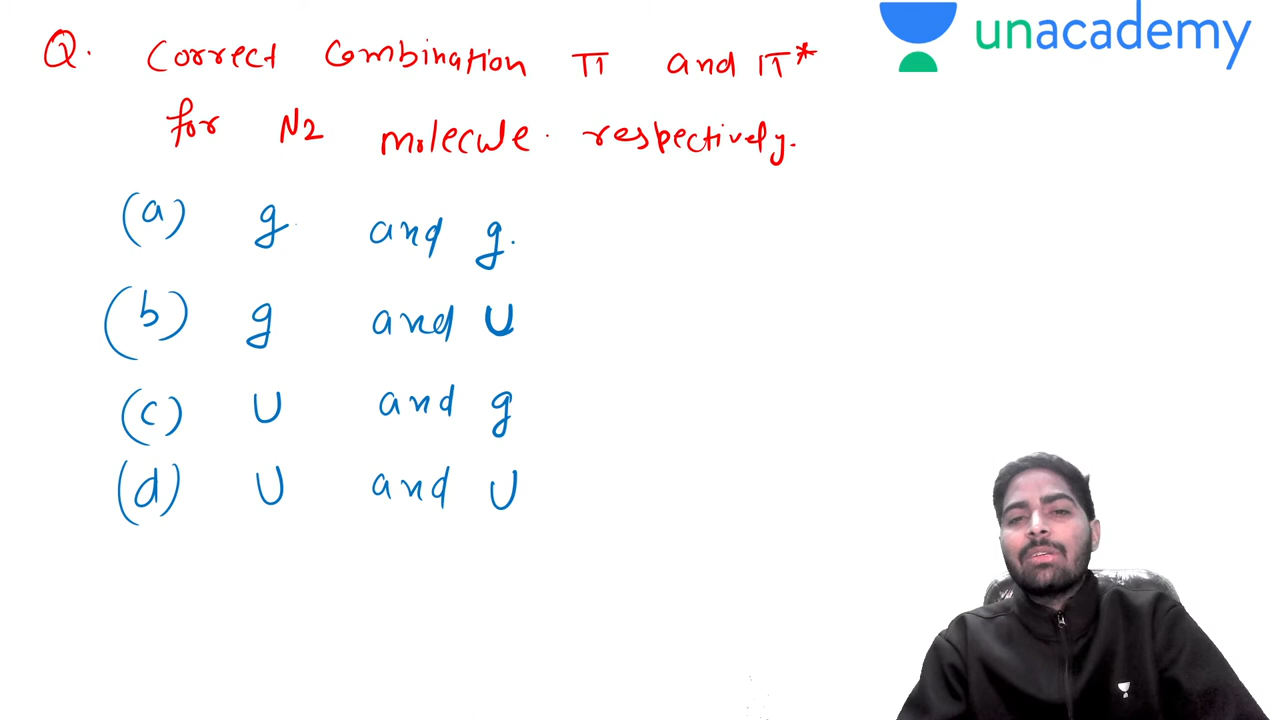 unacademy
Q. Correct Combination π and π*
for N2 molecule. respectively.
(a) g and g.
(b) g and U
(c) U and g
(d) U and U